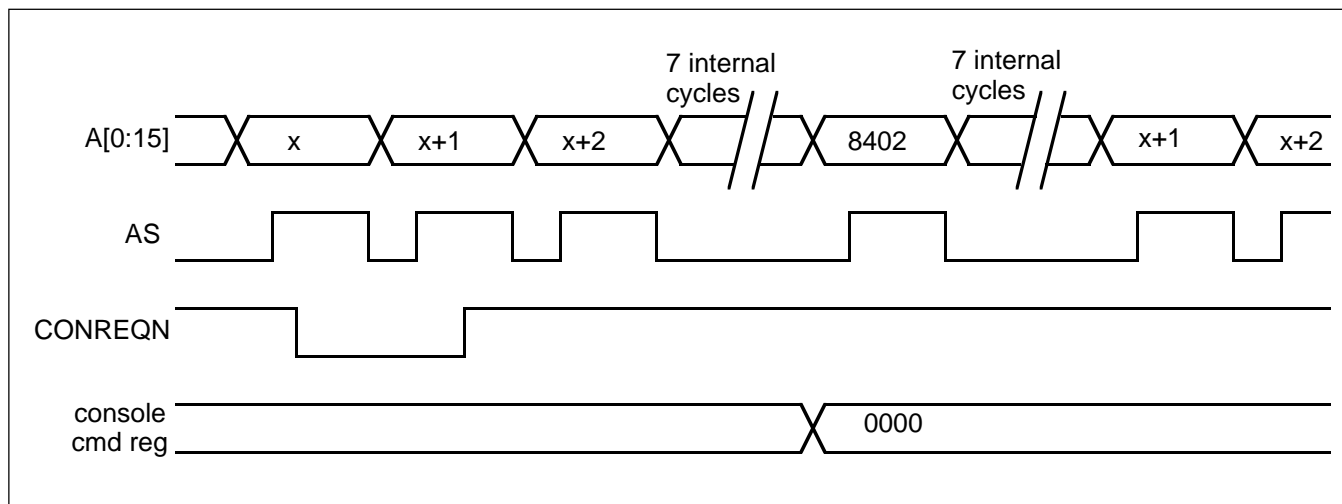 7 internal
cycles
7 internal
cycles
A[0:15]
x
x+1
x+2
8402
x+1
x+2
AS
CONREQN
console
cmd reg
0000